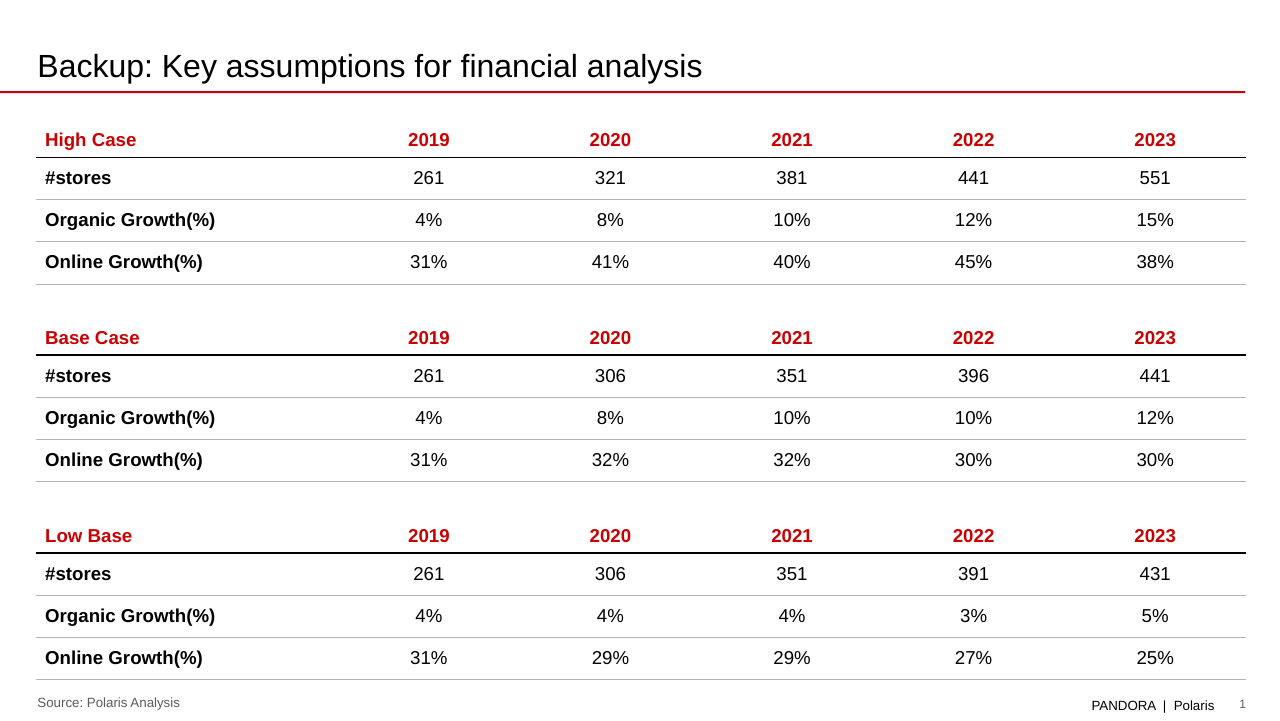 Backup: Key assumptions for financial analysis
High Case 2019 2020 2021 2022 2023
#stores 261 321 381 441 551
Organic Growth(%) 4% 8% 10% 12% 15%
Online Growth(%) 31% 41% 40% 45% 38%
Base Case 2019 2020 2021 2022 2023
#stores 261 306 351 396 441
Organic Growth(%) 4% 8% 10% 10% 12%
Online Growth(%) 31% 32% 32% 30% 30%
Low Base 2019 2020 2021 2022 2023
#stores 261 306 351 391 431
Organic Growth(%) 4% 4% 4% 3% 5%
Online Growth(%) 31% 29% 29% 27% 25%
Source: Polaris Analysis
PANDORA | Polaris 1